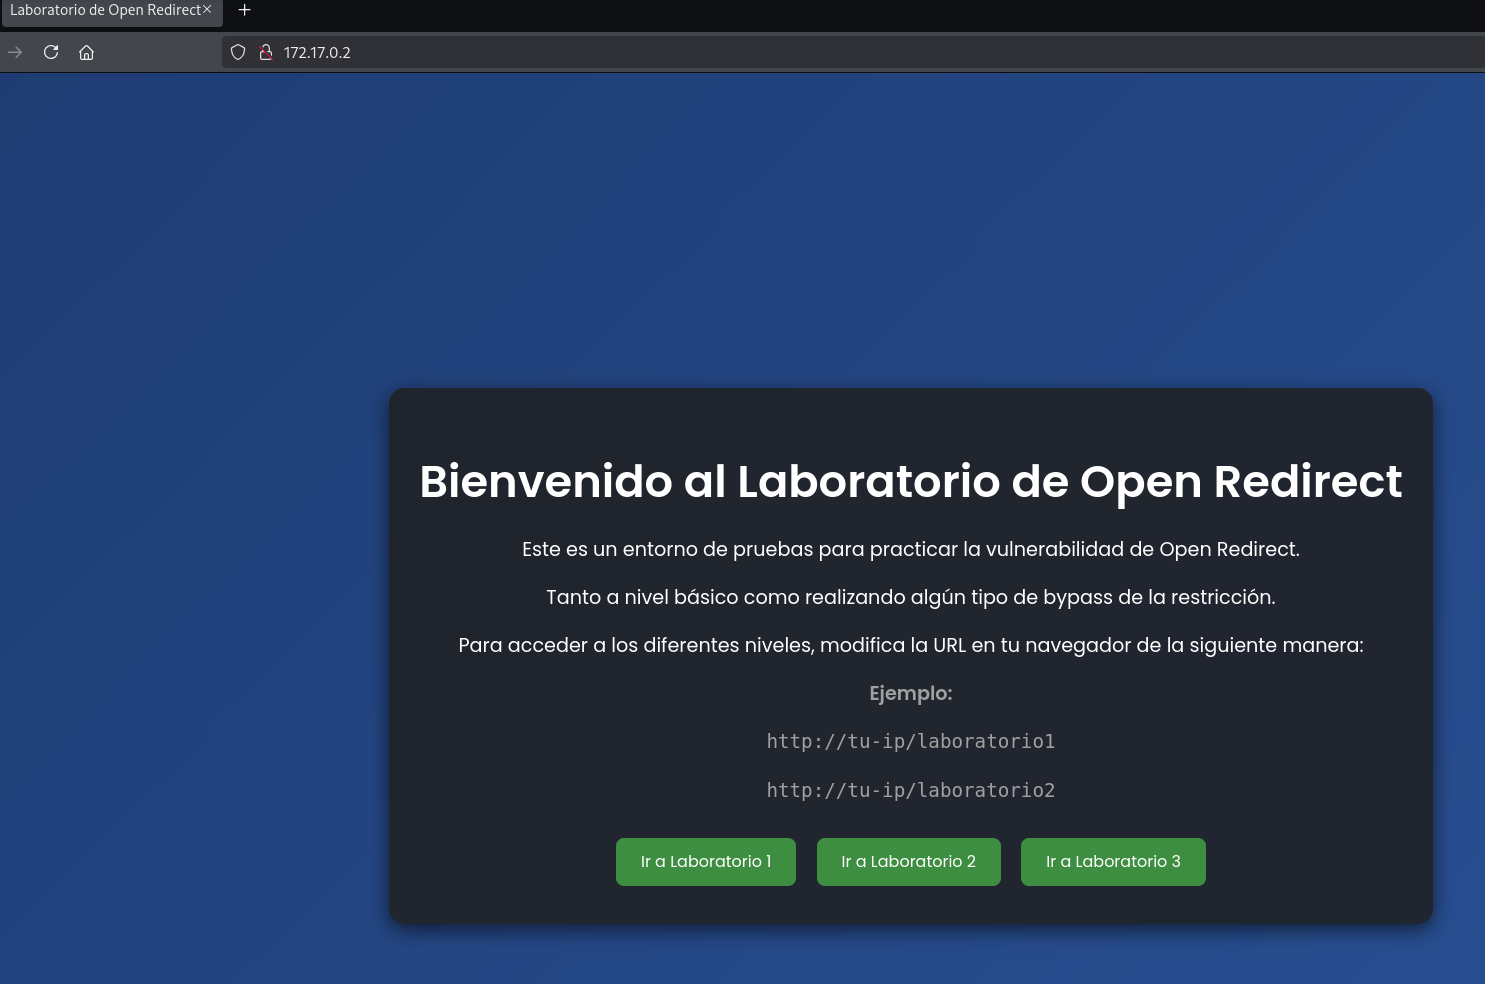 Laboratorio de Open Redirect
172.17.0.2
Bienvenido al Laboratorio de Open Redirect
Este es un entorno de pruebas para practicar la vulnerabilidad de Open Redirect.
Tanto a nivel básico como realizando algún tipo de bypass de la restricción.
Para acceder a los diferentes niveles, modifica la URL en tu navegador de la siguiente manera:
Ejemplo:
http://tu-ip/laboratorio1
http://tu-ip/laboratorio2
Ir a Laboratorio 1 Ir a Laboratorio 2 Ir a Laboratorio 3